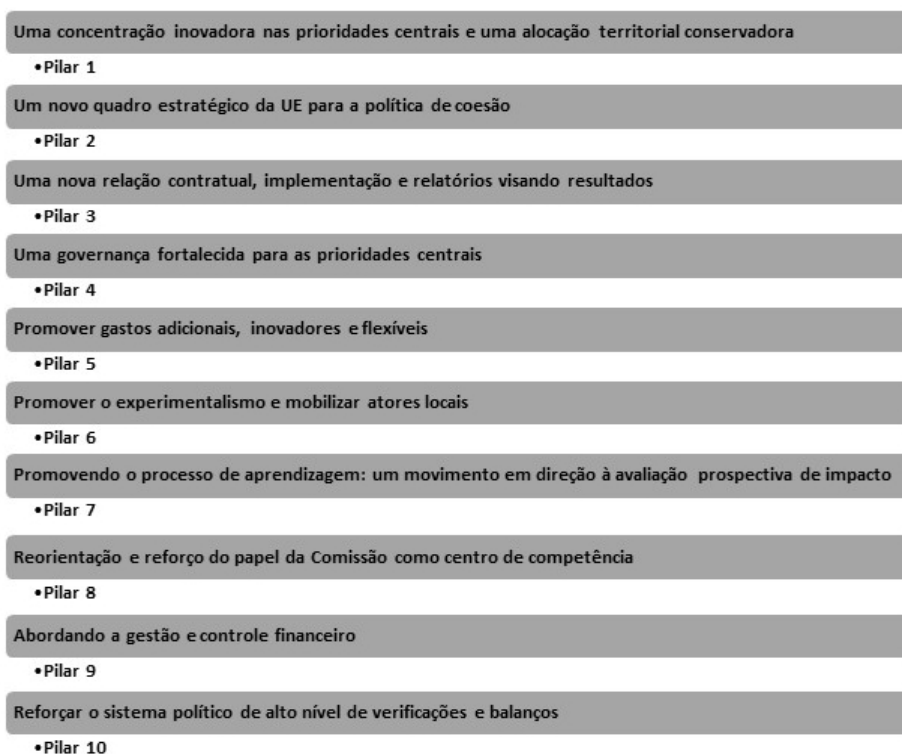 Uma concentração inovadora nas prioridades centrais e uma alocação territorial conservadora
•Pilar 1
Um novo quadro estratégico da UE para a política de coesão
•Pilar 2
Uma nova relação contratual, implementação e relatórios visando resultados
•Pilar 3
Uma governança fortalecida para as prioridades centrais
•Pilar 4
Promover gastos adicionais, inovadores e flexíveis
•Pilar 5
Promover o experimentalismo e mobilizar atores locais
•Pilar 6
Promovendo o processo de aprendizagem: um movimento em direção à avaliação prospectiva de impacto
•Pilar 7
Reorientação e reforço do papel da Comissão como centro de competência
•Pilar 8
Abordando a gestão e controle financeiro
•Pilar 9
Reforçar o sistema político de alto nível de verificações e balanços
•Pilar 10